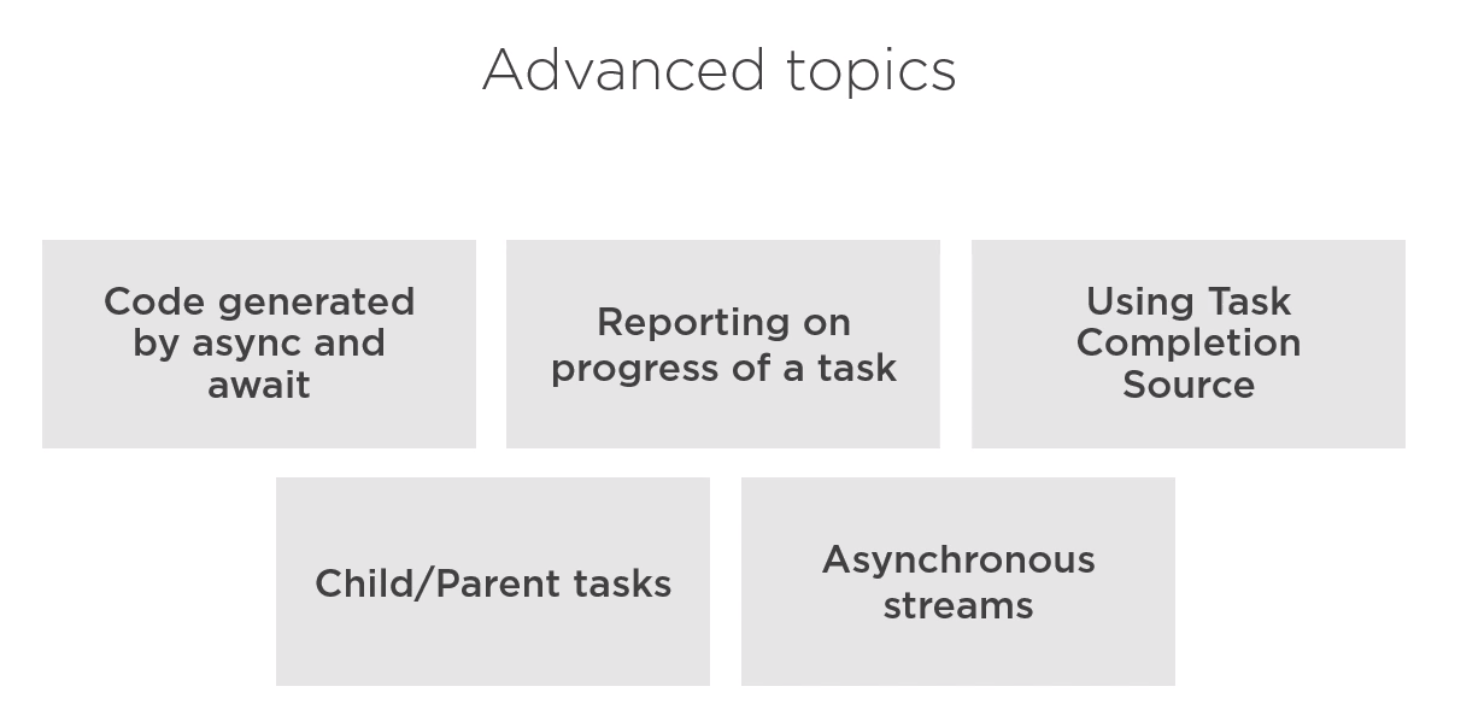 Advanced topics
Code generated
by async and
await
Reporting on
progress of a task
Using Task
Completion
Source
Child/Parent tasks
Asynchronous
streams